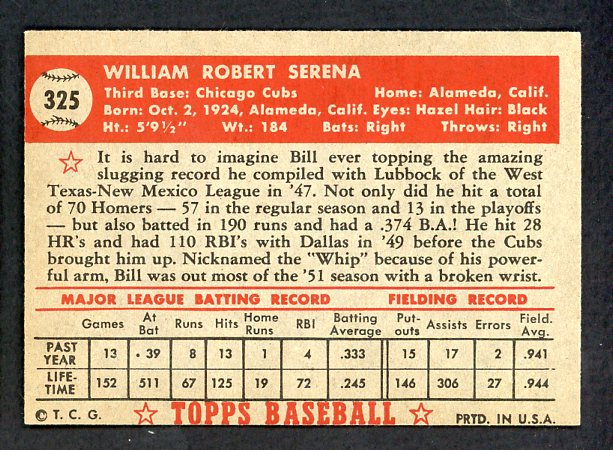 325
WILLIAM ROBERT SERENA
Third Base: Chicago Cubs Home: Alameda, Calif.
Born: Oct. 2, 1924, Alameda, Calif. Eyes: Hazel Hair: Black
Ht.: 5'9½" Wt.: 184 Bats: Right Throws: Right
It is hard to imagine Bill ever topping the amazing
slugging record he compiled with Lubbock of the West
Texas-New Mexico League in '47. Not only did he hit a total
of 70 Homers — 57 in the regular season and 13 in the playoffs
— but also batted in 190 runs and had a .374 B.A.! He hit 28
HR's and had 110 RBI's with Dallas in '49 before the Cubs
brought him up. Nicknamed the "Whip" because of his power-
ful arm, Bill was out most of the '51 season with a broken wrist.
MAJOR LEAGUE BATTING RECORD FIELDING RECORD
Games At Bat Runs Hits Home Runs RBI Batting Average Put-outs Assists Errors Field. Avg.
PAST YEAR 13 39 8 13 1 4 .333 15 17 2 .941
LIFE-TIME 152 511 67 125 19 72 .245 146 306 27 .944
© T. C. G. TOPPS BASEBALL PRTD. IN U.S.A.